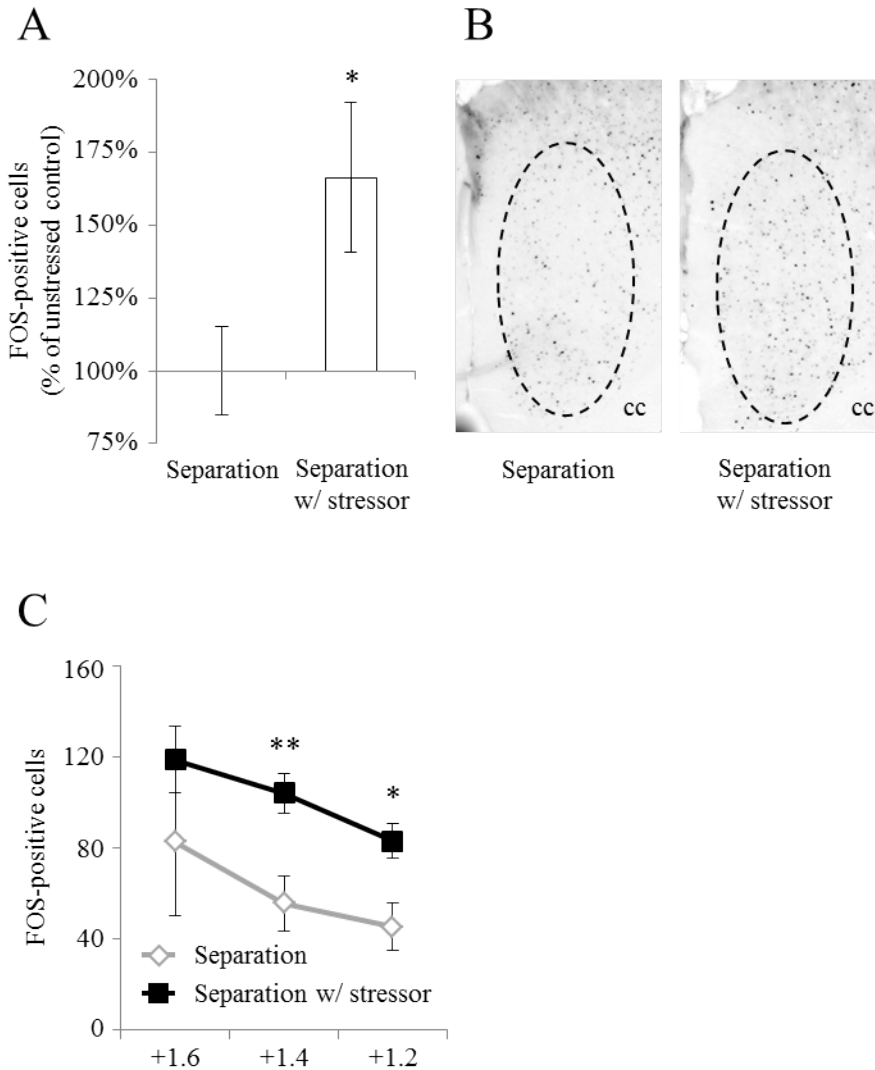 A
FOS-positive cells
(% of unstressed control)
200%
175%
150%
125%
100%
75%
*
Separation
Separation
w/ stressor
B
cc
cc
Separation
Separation
w/ stressor
C
FOS-positive cells
160
120
80
40
0
**
*
Separation
Separation w/ stressor
+1.6
+1.4
+1.2